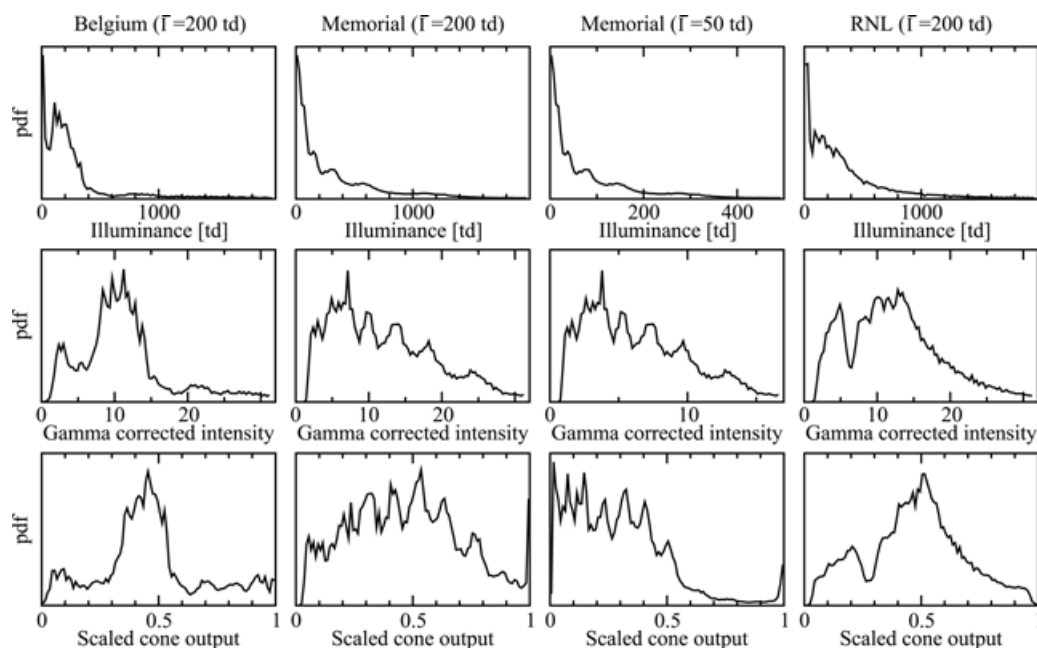 Belgium (Ī=200 td) Memorial (Ī=200 td) Memorial (Ī=50 td) RNL (Ī=200 td)
pdf
0 1000 0 1000 0 200 400 0 1000
Illuminance [td] Illuminance [td] Illuminance [td] Illuminance [td]
pdf
0 10 20 0 10 20 0 10 0 10 20
Gamma corrected intensity Gamma corrected intensity Gamma corrected intensity Gamma corrected intensity
pdf
0 0.5 1 0 0.5 1 0 0.5 1 0 0.5 1
Scaled cone output Scaled cone output Scaled cone output Scaled cone output